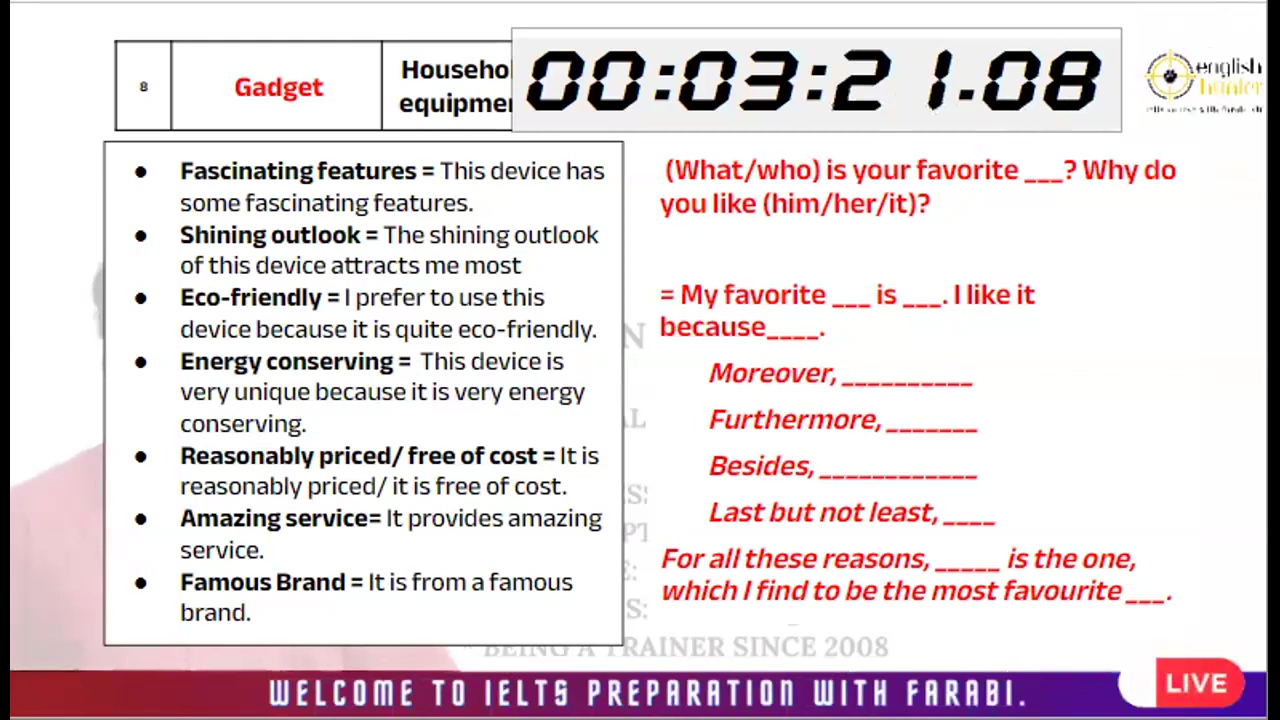 8
Gadget
Househol
equipmen
00:03:21.08
english
hunter
Fascinating features = This device has
some fascinating features.
Shining outlook = The shining outlook
of this device attracts me most
Eco-friendly = I prefer to use this
device because it is quite eco-friendly.
Energy conserving = This device is
very unique because it is very energy
conserving.
Reasonably priced/ free of cost = It is
reasonably priced/ it is free of cost.
Amazing service= It provides amazing
service.
Famous Brand = It is from a famous
brand.
(What/who) is your favorite ___? Why do
you like (him/her/it)?
= My favorite ___ is ___. I like it
because____.
Moreover, __________
Furthermore, _______
Besides, ____________
Last but not least, ____
For all these reasons, _____ is the one,
which I find to be the most favourite ___.
BEING A TRAINER SINCE 2008
WELCOME TO IELTS PREPARATION WITH FARABI.
LIVE